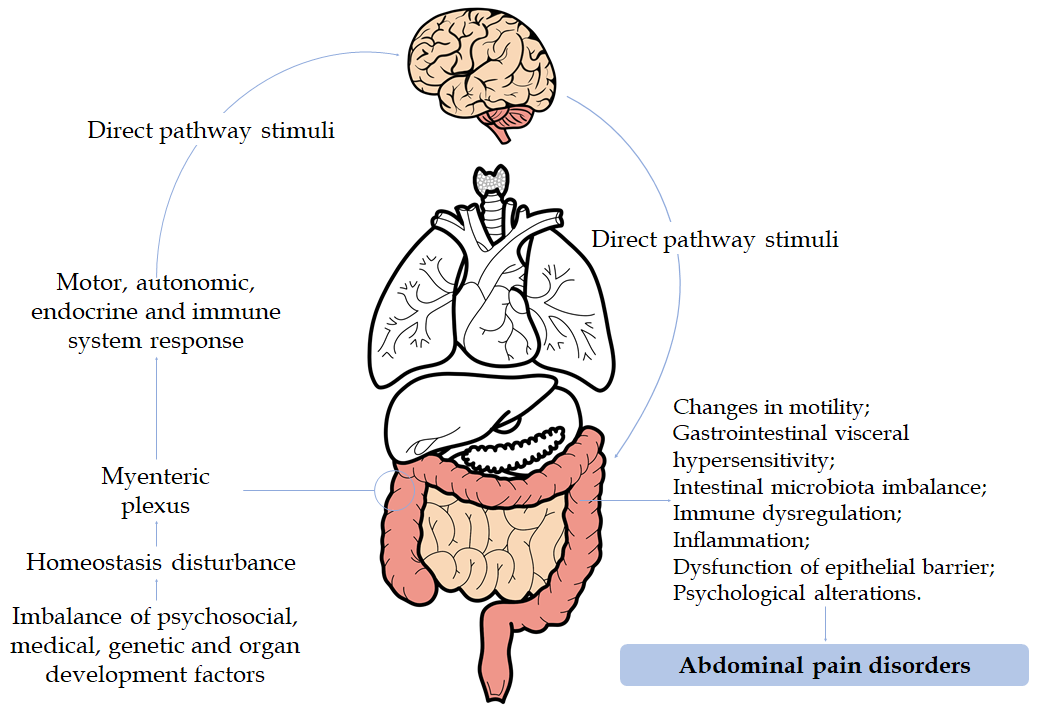 Direct pathway stimuli
Direct pathway stimuli
Motor, autonomic,
endocrine and immune
system response
Myenteric
plexus
Homeostasis disturbance
Imbalance of psychosocial,
medical, genetic and organ
development factors
Changes in motility;
Gastrointestinal visceral
hypersensitivity;
Intestinal microbiota imbalance;
Immune dysregulation;
Inflammation;
Dysfunction of epithelial barrier;
Psychological alterations.
Abdominal pain disorders